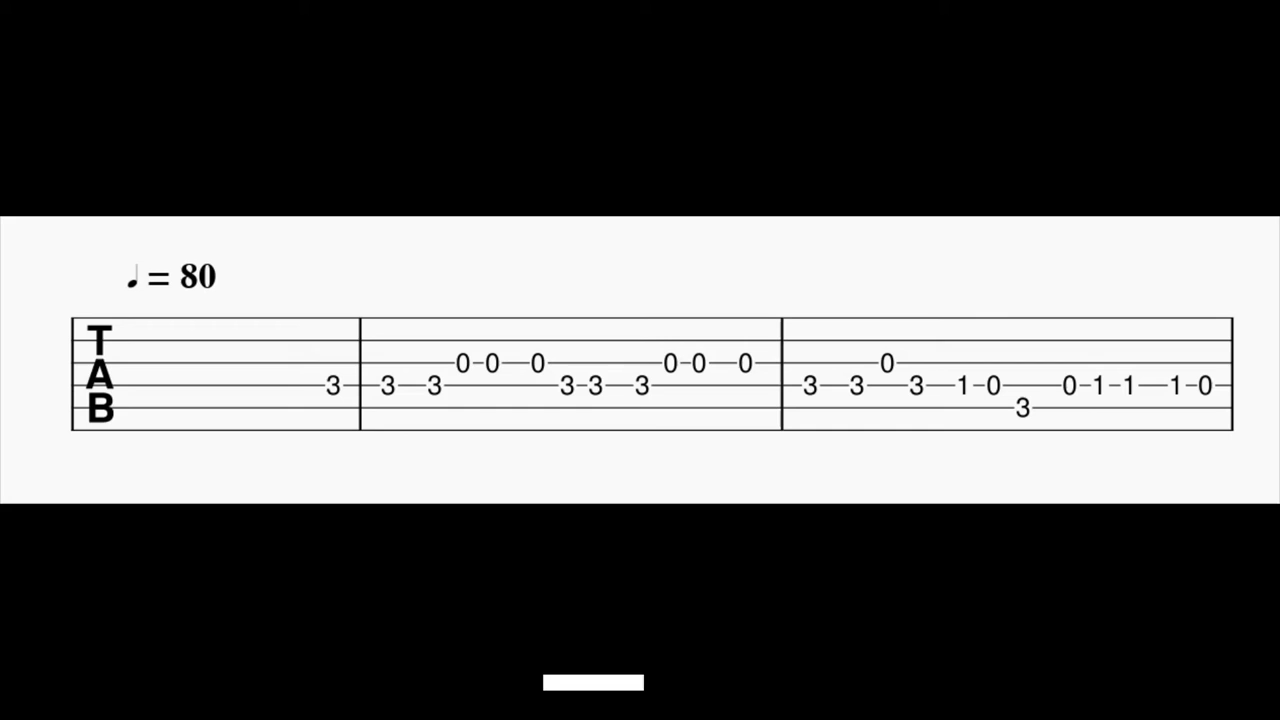 ♩ = 80
T
A
B
0 0 0 0 0 0 0
3 3 3 3 3 3 3 3 3 1 0 0 1 1 1 0
3